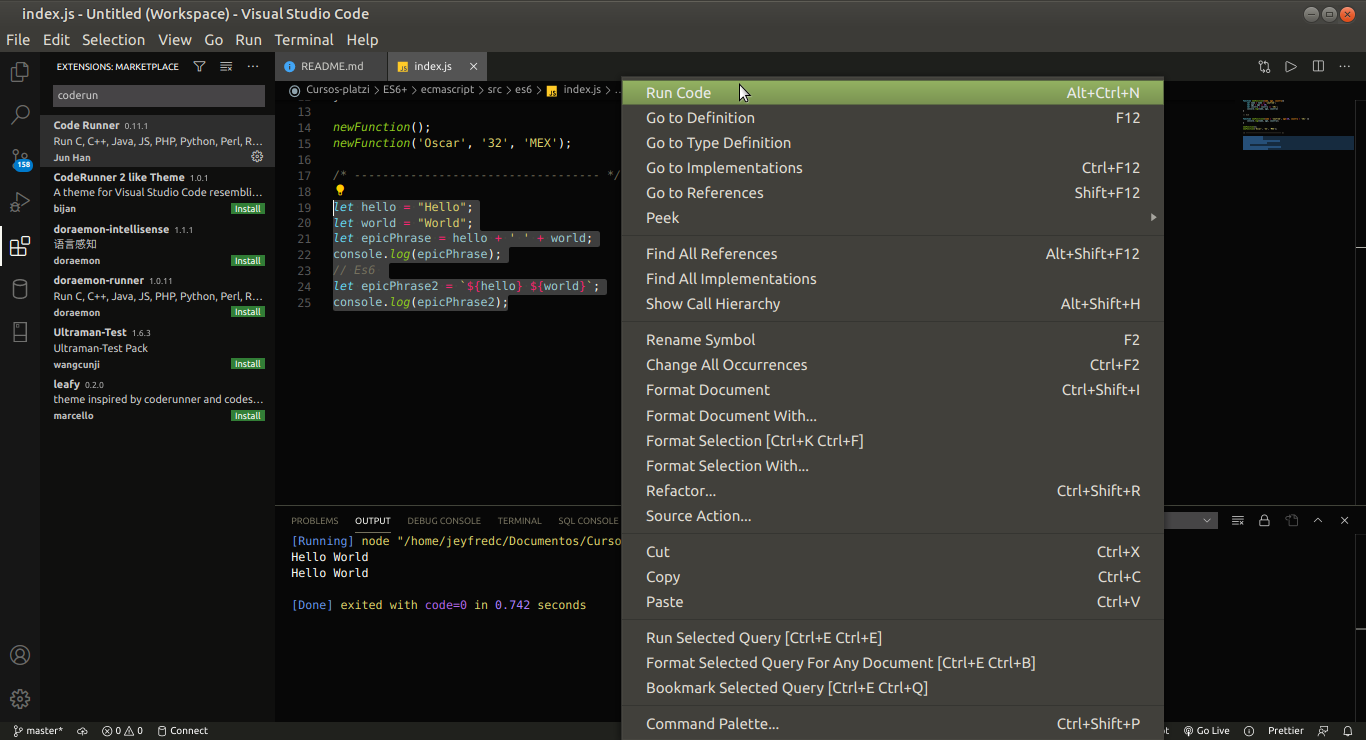 index.js - Untitled (Workspace) - Visual Studio Code
File Edit Selection View Go Run Terminal Help
EXTENSIONS: MARKETPLACE
coderun
Code Runner 0.11.1
Run C, C++, Java, JS, PHP, Python, Perl, R...
Jun Han
CodeRunner 2 like Theme 1.0.1
A theme for Visual Studio Code resembli...
bijan Install
doraemon-intellisense 1.1.1
语言感知
doraemon Install
doraemon-runner 1.0.11
Run C, C++, Java, JS, PHP, Python, Perl, R...
doraemon Install
Ultraman-Test 1.6.3
Ultraman-Test Pack
wangcunji Install
leafy 0.2.0
theme inspired by coderunner and codes...
marcello Install
158
README.md
JS index.js
Cursos-platzi > ES6+ > ecmascript > src > es6 > JS index.js > ...
13
14 newFunction();
15 newFunction('Oscar', '32', 'MEX');
16
17 /* ----------------------------------- */
18
19 let hello = "Hello";
20 let world = "World";
21 let epicPhrase = hello + ' ' + world;
22 console.log(epicPhrase);
23 // Es6
24 let epicPhrase2 = `${hello} ${world}`;
25 console.log(epicPhrase2);
PROBLEMS OUTPUT DEBUG CONSOLE TERMINAL SQL CONSOLE
[Running] node "/home/jeyfredc/Documentos/Curso
Hello World
Hello World
[Done] exited with code=0 in 0.742 seconds
Run Code Alt+Ctrl+N
Go to Definition F12
Go to Type Definition
Go to Implementations Ctrl+F12
Go to References Shift+F12
Peek
Find All References Alt+Shift+F12
Find All Implementations
Show Call Hierarchy Alt+Shift+H
Rename Symbol F2
Change All Occurrences Ctrl+F2
Format Document Ctrl+Shift+I
Format Document With...
Format Selection [Ctrl+K Ctrl+F]
Format Selection With...
Refactor... Ctrl+Shift+R
Source Action...
Cut Ctrl+X
Copy Ctrl+C
Paste Ctrl+V
Run Selected Query [Ctrl+E Ctrl+E]
Format Selected Query For Any Document [Ctrl+E Ctrl+B]
Bookmark Selected Query [Ctrl+E Ctrl+Q]
Command Palette... Ctrl+Shift+P
master* 0 0 Connect
Go Live Prettier